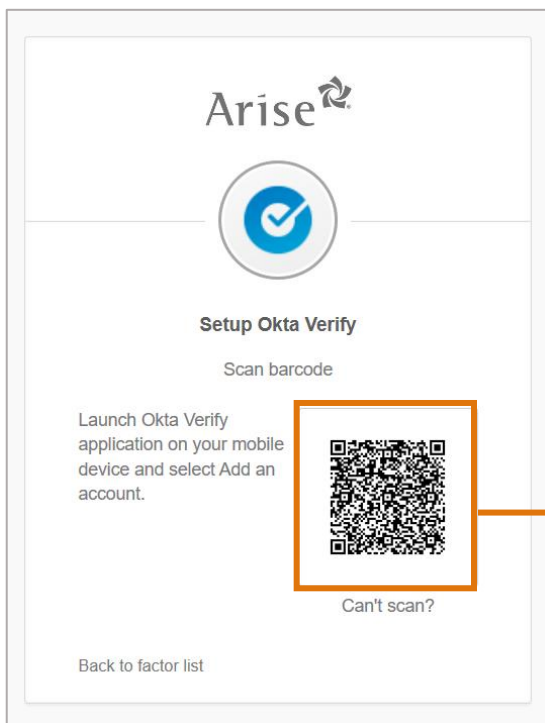 Arise
Setup Okta Verify
Scan barcode
Launch Okta Verify
application on your mobile
device and select Add an
account.
Can't scan?
Back to factor list